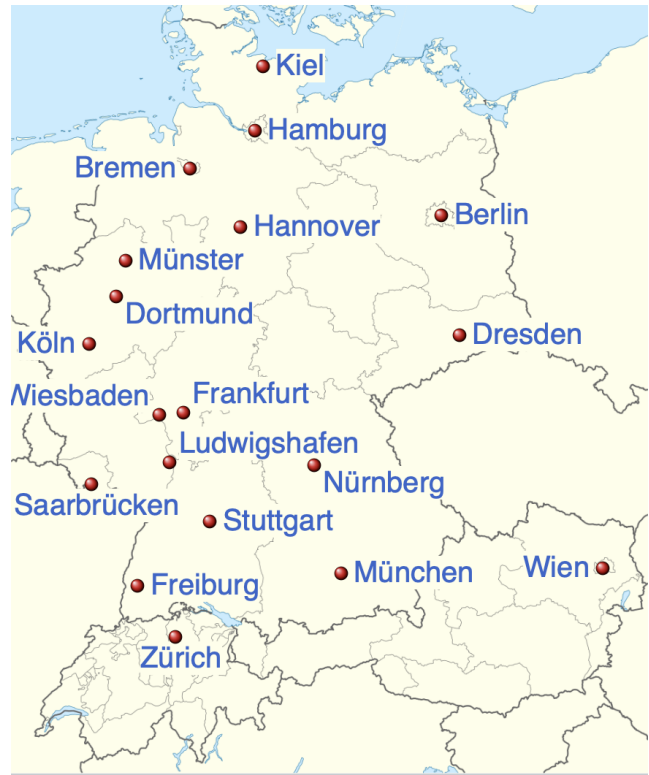 Kiel
Hamburg
Bremen
Berlin
Hannover
Münster
Dortmund
Dresden
Köln
Wiesbaden
Frankfurt
Ludwigshafen
Nürnberg
Saarbrücken
Stuttgart
Wien
München
Freiburg
Zürich